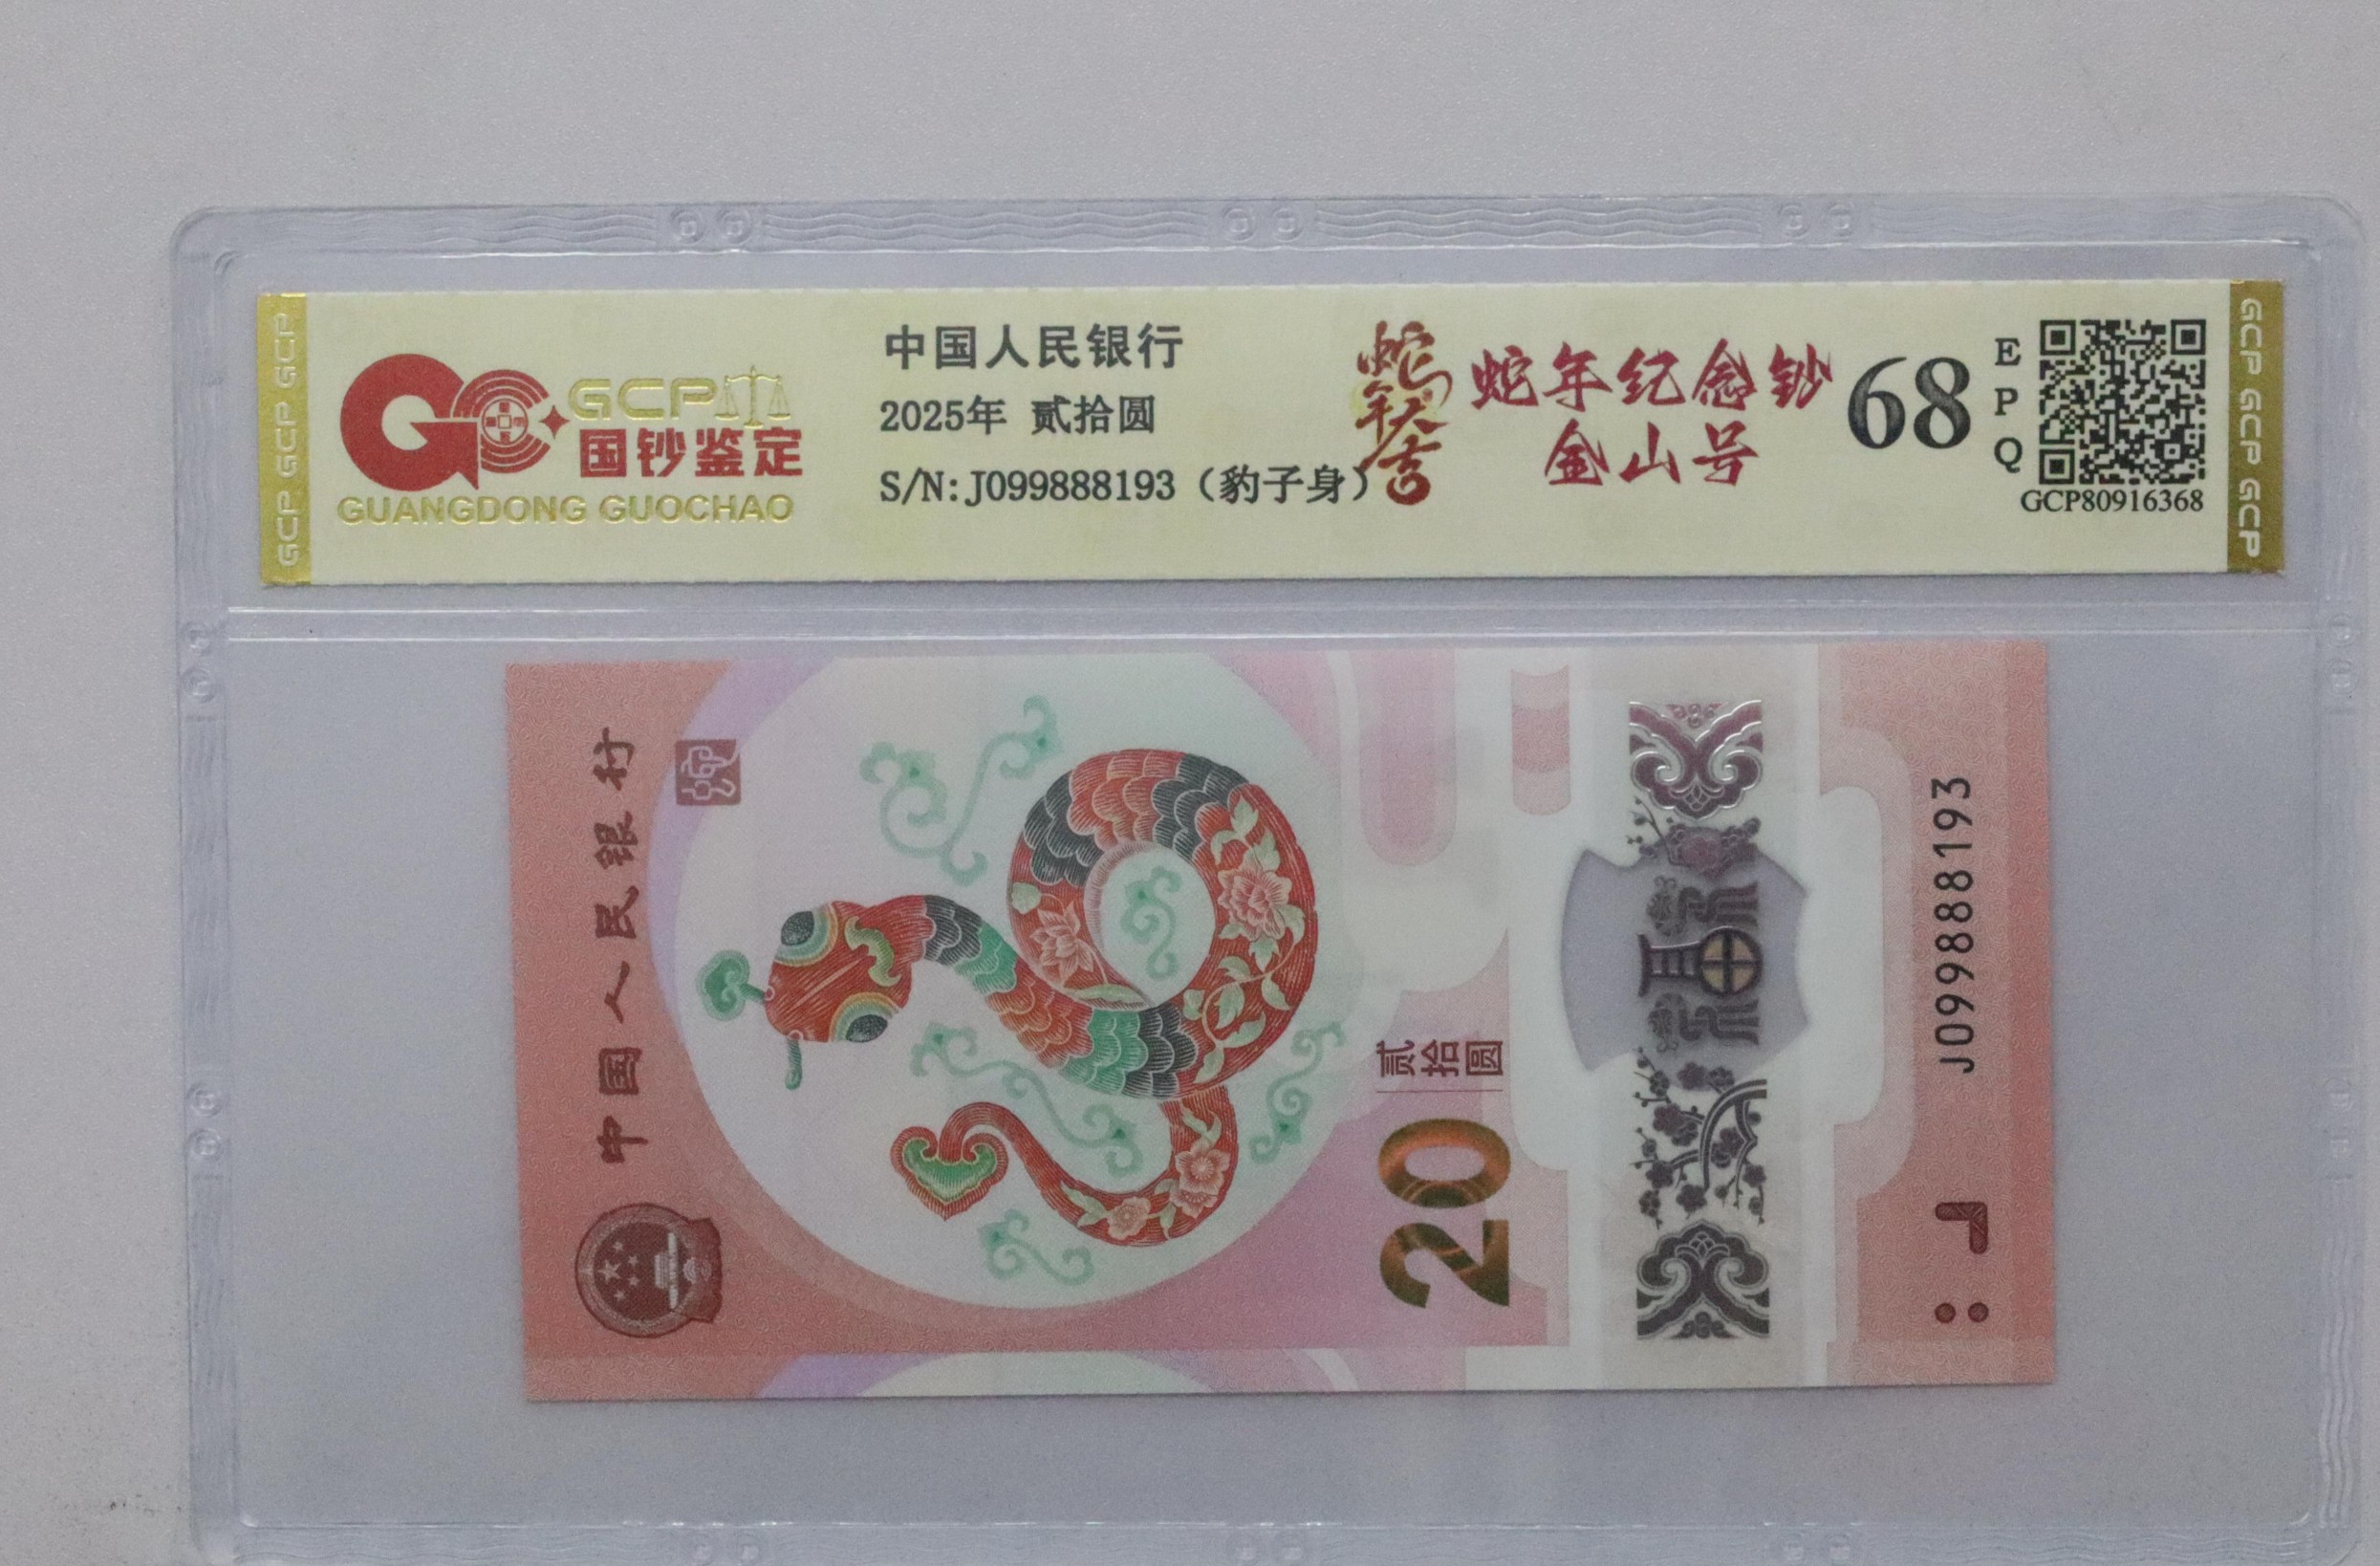 GCP GCP GCP
GCP
国钞鉴定
GUANGDONG GUOCHAO
中国人民银行
2025年 贰拾圆
S/N:J099888193（豹子身）
蛇年大吉
蛇年纪念钞
金山号
68
E
P
Q
GCP80916368
GCP GCP GCP
中国人民银行
贰拾圆
20
福
J099888193